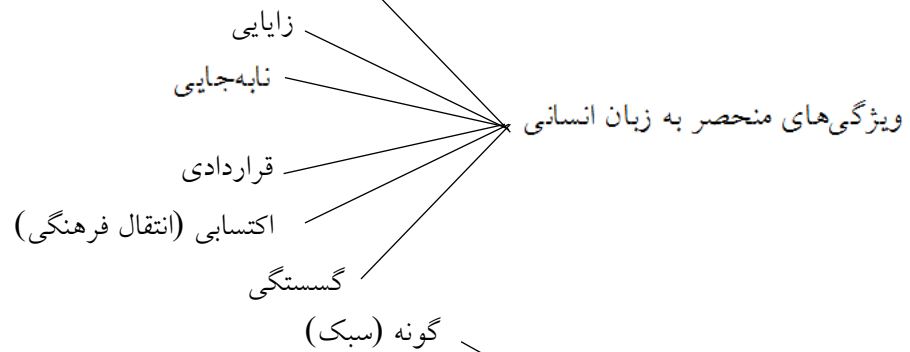 زایایی
نابه‌جایی
ویژگی‌های منحصر به زبان انسانی
قراردادی
اکتسابی (انتقال فرهنگی)
گسستگی
گونه (سبک)